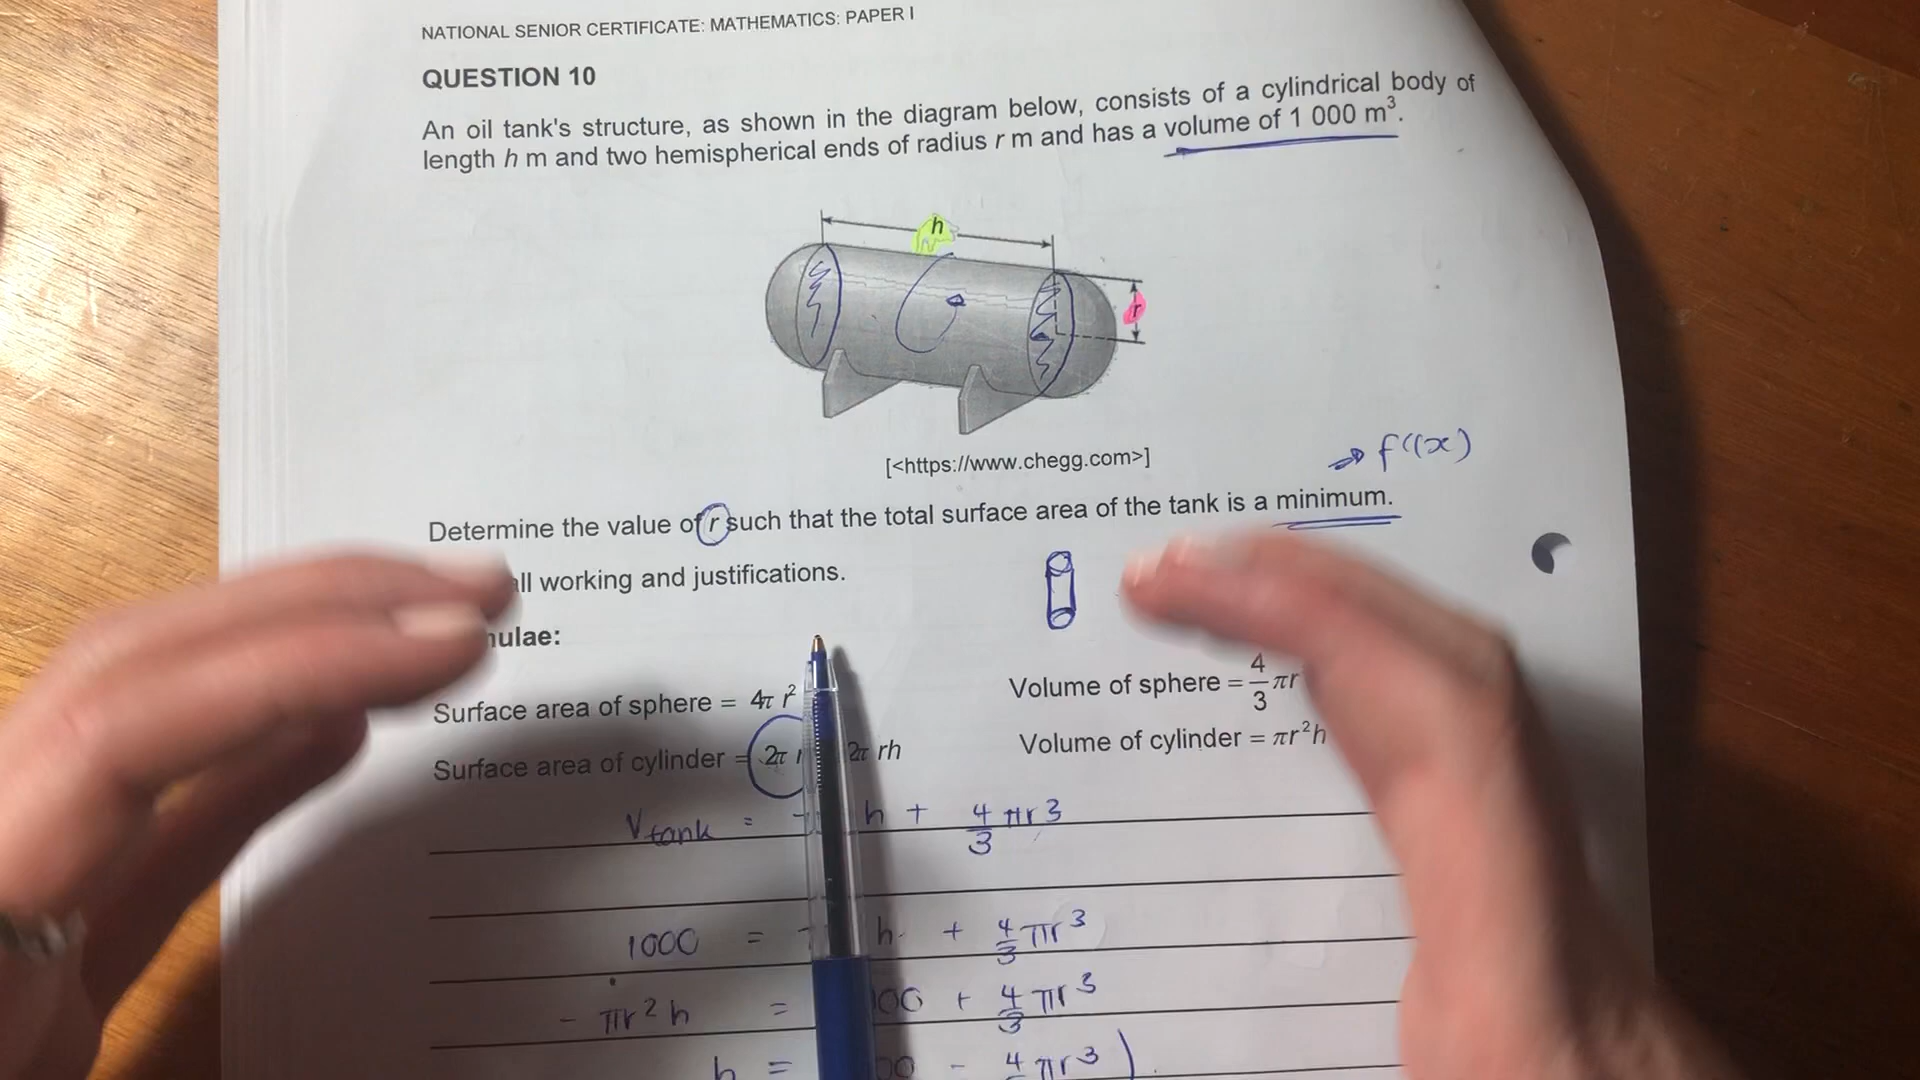 NATIONAL SENIOR CERTIFICATE: MATHEMATICS: PAPER I
QUESTION 10
An oil tank's structure, as shown in the diagram below, consists of a cylindrical body of
length h m and two hemispherical ends of radius r m and has a volume of 1 000 m³.
h
r
[<https://www.chegg.com>]
→ f''(x)
Determine the value of r such that the total surface area of the tank is a minimum.
all working and justifications.
ulae:
Surface area of sphere = 4π r²
Volume of sphere = 4/3 πr
Surface area of cylinder = 2π r 2π rh
Volume of cylinder = πr²h
Vtank = h + 4/3 πr3
1000 = h + 4/3 πr3
- πr2h = 00 + 4/3 πr3
h = 00 - 4 πr3 )